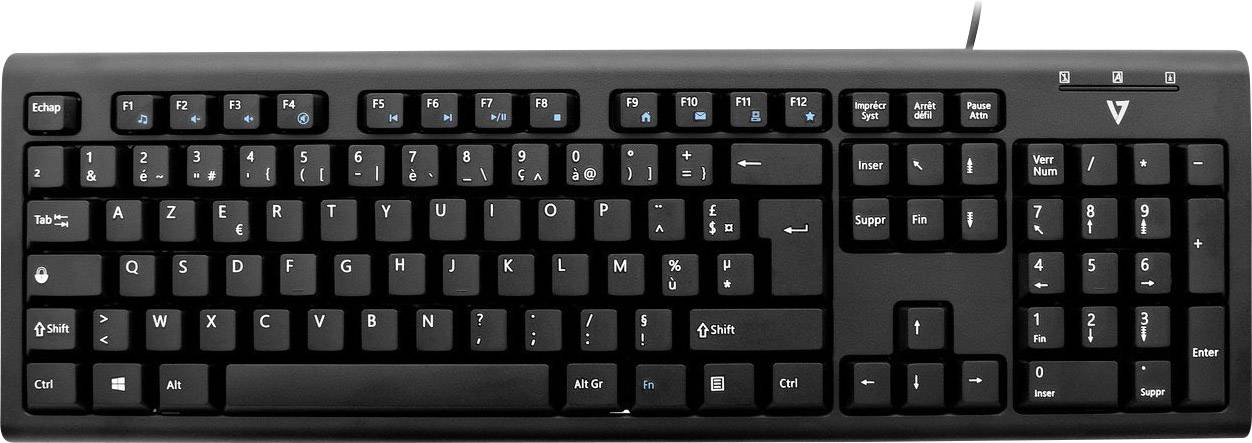 1 A
Echap F1 F2 F3 F4 F5 F6 F7 F8 F9 F10 F11 F12 Imprécr Syst Arrêt défil Pause Attn
V7
1 2 3 4 5 6 7 8 9 0 ° +
² & é ~ " # ' { ( [ - | è ` _ \ ç ^ à @ ) ] = }
Inser
Verr Num / * -
Tab A Z E R T Y U I O P ¨ £
€ ^ $ ¤
Suppr Fin
7 8 9 +
Q S D F G H J K L M % µ
ù *
4 5 6
Shift > W X C V B N ? . / § Shift
< , ; : !
1 2 3
Fin
Enter
Ctrl Alt Alt Gr Fn Ctrl
0 .
Inser Suppr